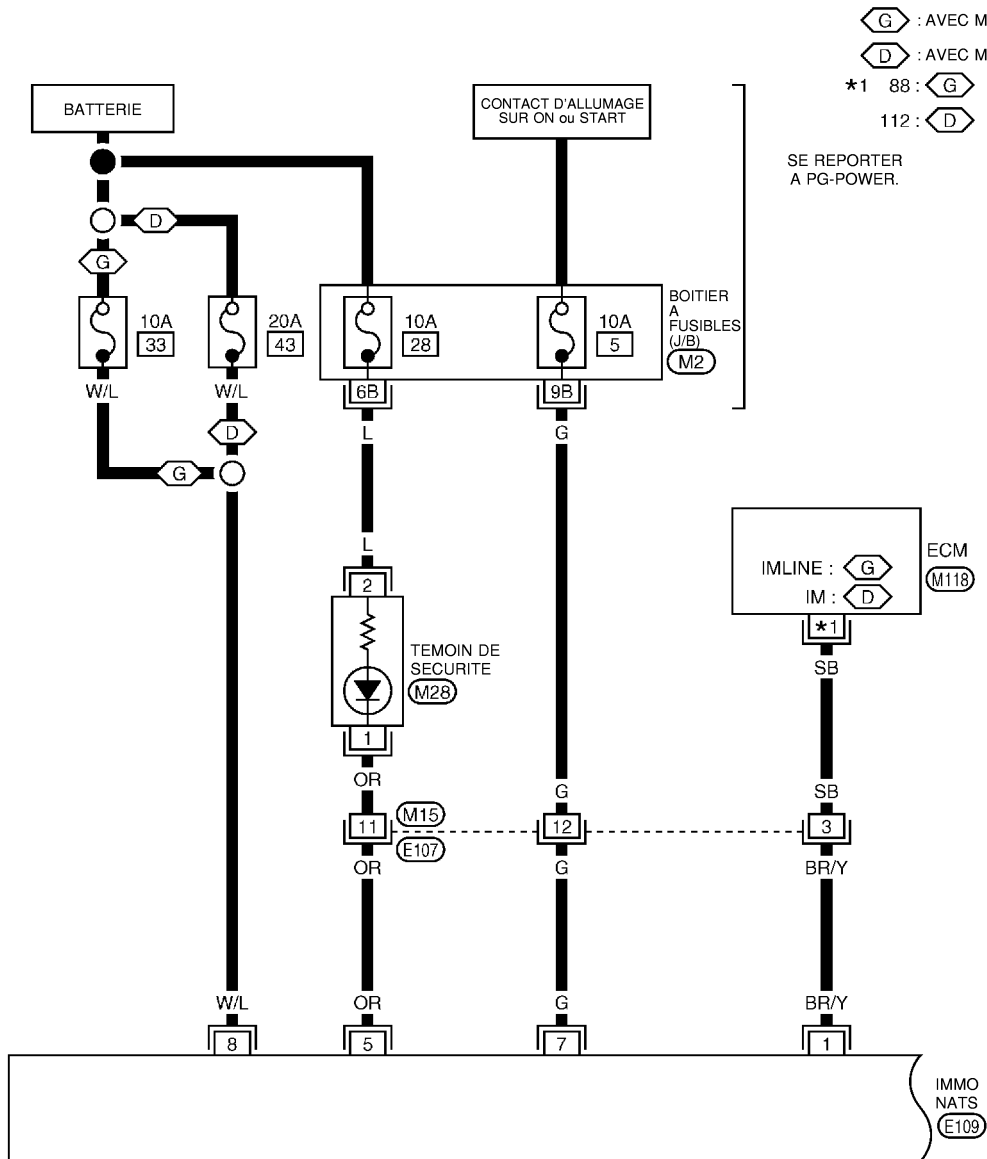 G : AVEC M
D : AVEC M
*1 88 : G
112 : D
SE REPORTER
A PG-POWER.
BATTERIE
CONTACT D'ALLUMAGE
SUR ON ou START
D
G
10A
33
20A
43
10A
28
10A
5
BOITIER
A
FUSIBLES
(J/B)
M2
W/L
W/L
6B
9B
D
L
G
G
L
2
TEMOIN DE
SECURITE
M28
1
ECM
M118
IMLINE : G
IM : D
*1
SB
OR
G
SB
11
M15
E107
12
3
OR
G
BR/Y
W/L
OR
G
BR/Y
8
5
7
1
IMMO
NATS
E109